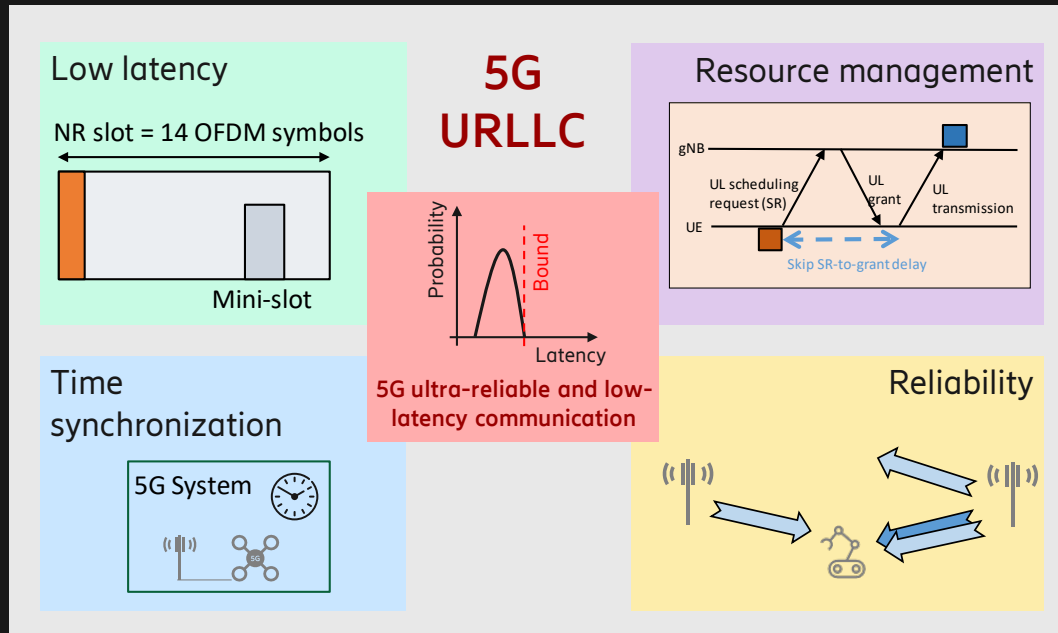 Low latency
NR slot = 14 OFDM symbols
Mini-slot
5G
URLLC
Resource management
gNB
UL scheduling
request (SR)
UL
grant
UL
transmission
UE
Skip SR-to-grant delay
Probability
Bound
Latency
5G ultra-reliable and low-
latency communication
Time
synchronization
5G System
5G
Reliability